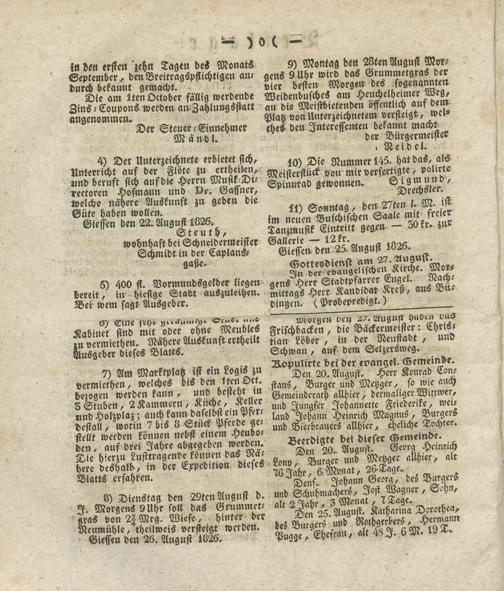 — )o( —
in den ersten zehn Tagen des Monats
September, den Beitragspflichtigen an-
durch bekannt gemacht.
Die am 1ten October fällig werdende
Zins-Coupons werden an Zahlungsstatt
angenommen.
Der Steuer-Einnehmer
Mändl.
4) Der Unterzeichnete erbietet sich,
Unterricht auf der Flöte zu ertheilen,
und beruft sich auf die Herrn Musik-Di-
rectoren Hofmann und Dr. Gaßner,
welche nähere Auskunft zu geben die
Güte haben wollen.
Giessen den 22. August 1826.
Steuth,
wohnhaft bei Schneidermeister
Schmidt in der Caplans-
gasse.
5) 400 fl. Vormundsgelder liegen
bereit, in hiesige Stadt auszuleihen.
Bei wem sagt Ausgeber.
6) Eine sehr geräumige Stube und
Kabinet sind mit oder ohne Meubles
zu vermiethen. Nähere Auskunft ertheilt
Ausgeber dieses Blatts.
7) Am Marktplatz ist ein Logis zu
vermiethen, welches bis den 1ten Oct.
bezogen werden kann, und besteht in
3 Stuben, 2 Kammern, Küche, Keller
und Holzplatz; auch kann daselbst ein Pfer-
destall, worin 7 bis 8 Stück Pferde ge-
stellt werden können nebst einem Heubo-
den, auf drei Jahre abgegeben werden.
Die hierzu Lusttragende können das Nä-
here deshalb, in der Expedition dieses
Blatts erfahren.
8) Dienstag den 29ten August d.
J. Morgens 9 Uhr soll das Grummet-
gras von 2¾ Mrg. Wiese, hinter der
Neumühle, theilweis versteigt werden.
Giessen den 26. August 1826.
9) Montag den 28ten August Mor-
gens 9 Uhr wird das Grummetgras der
vier besten Morgen des sogenannten
Weidenbusches am Heuchelheimer Weg,
an die Meistbietenden öffentlich auf dem
Platz von Unterzeichnetem versteigt, wel-
ches den Interessenten bekannt macht
der Bürgermeister
Neidel.
10) Die Nummer 145. hat das, als
Meisterstück von mir verfertigte, polirte
Spinnrad gewonnen. Sigmund,
Drechsler.
11) Sonntag, den 27ten l. M. ist
im neuen Buschischen Saale mit freier
Tanzmusik Eintritt gegen — 30 kr. zur
Gallerie — 12 kr.
Giessen den 25. August 1826.
Gottesdienst am 27. August.
In der evangelischen Kirche. Mor-
gens Herr Stadtpfarrer Engel. Nach-
mittags Herr Kandidat Kreß, aus Bü-
dingen. (Probepredigt.)
Morgen den 27. August haben das
Frischbacken, die Bäckermeister: Chris-
tian Löber, in der Neustadt, und
Schwan, auf dem Selzersweg.
Kopulirte bei der evangel. Gemeinde.
Den 20. August. Herr Konrad Con-
stans, Burger und Metzger, so wie auch
Gemeinderath allhier, dermaliger Wittwer,
und Jungfer Johannette Friederike, weil.
land Johann Heinrich Magnus, Burgers
und Bierbrauers allhier, eheliche Tochter.
Beerdigte bei dieser Gemeinde.
Den 20. August. Georg Heinrich
Lony, Burger und Metzger allhier, alt
76 Jahr, 6 Monat, 26 Tage.
Dens. Johann Georg, des Burgers
und Schuhmachers, Jost Wagner, Sohn,
alt 2 Jahr, 3 Monat, 7 Tage.
Den 25. August. Katharina Dorothea,
des Burgers und Rothgerbers, Hermann
Pugge, Ehefrau, alt 48 J. 6 M. 19 T.